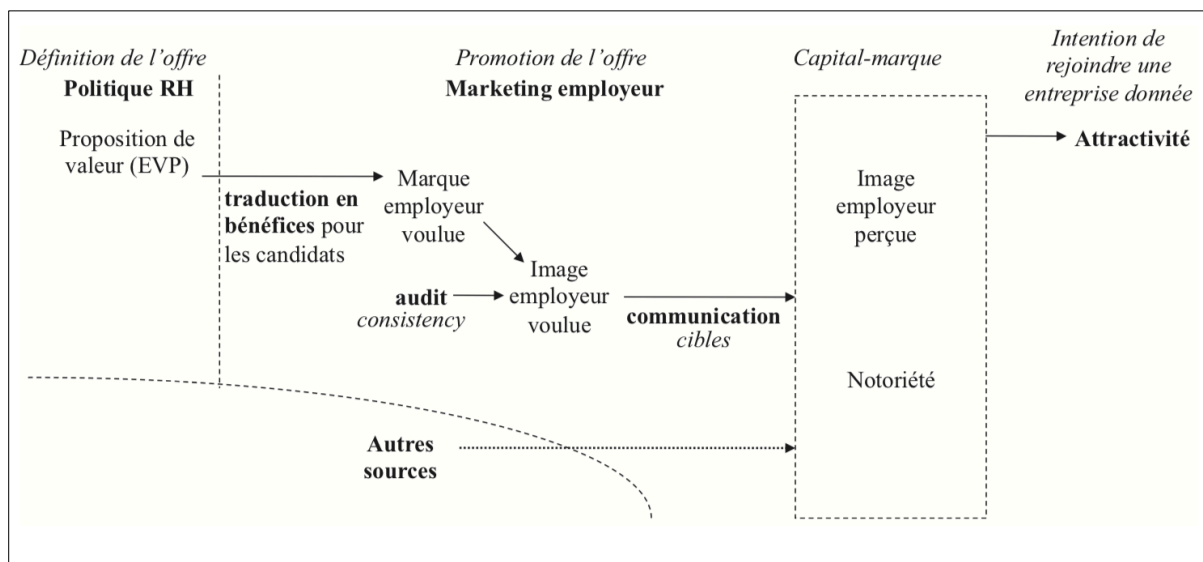 Définition de l’offre
Politique RH
Proposition de
valeur (EVP)
traduction en
bénéfices pour
les candidats
Promotion de l’offre
Marketing employeur
Marque
employeur
voulue
audit
consistency
Image
employeur
voulue
communication
cibles
Autres
sources
Capital-marque
Image
employeur
perçue
Notoriété
Intention de
rejoindre une
entreprise donnée
Attractivité